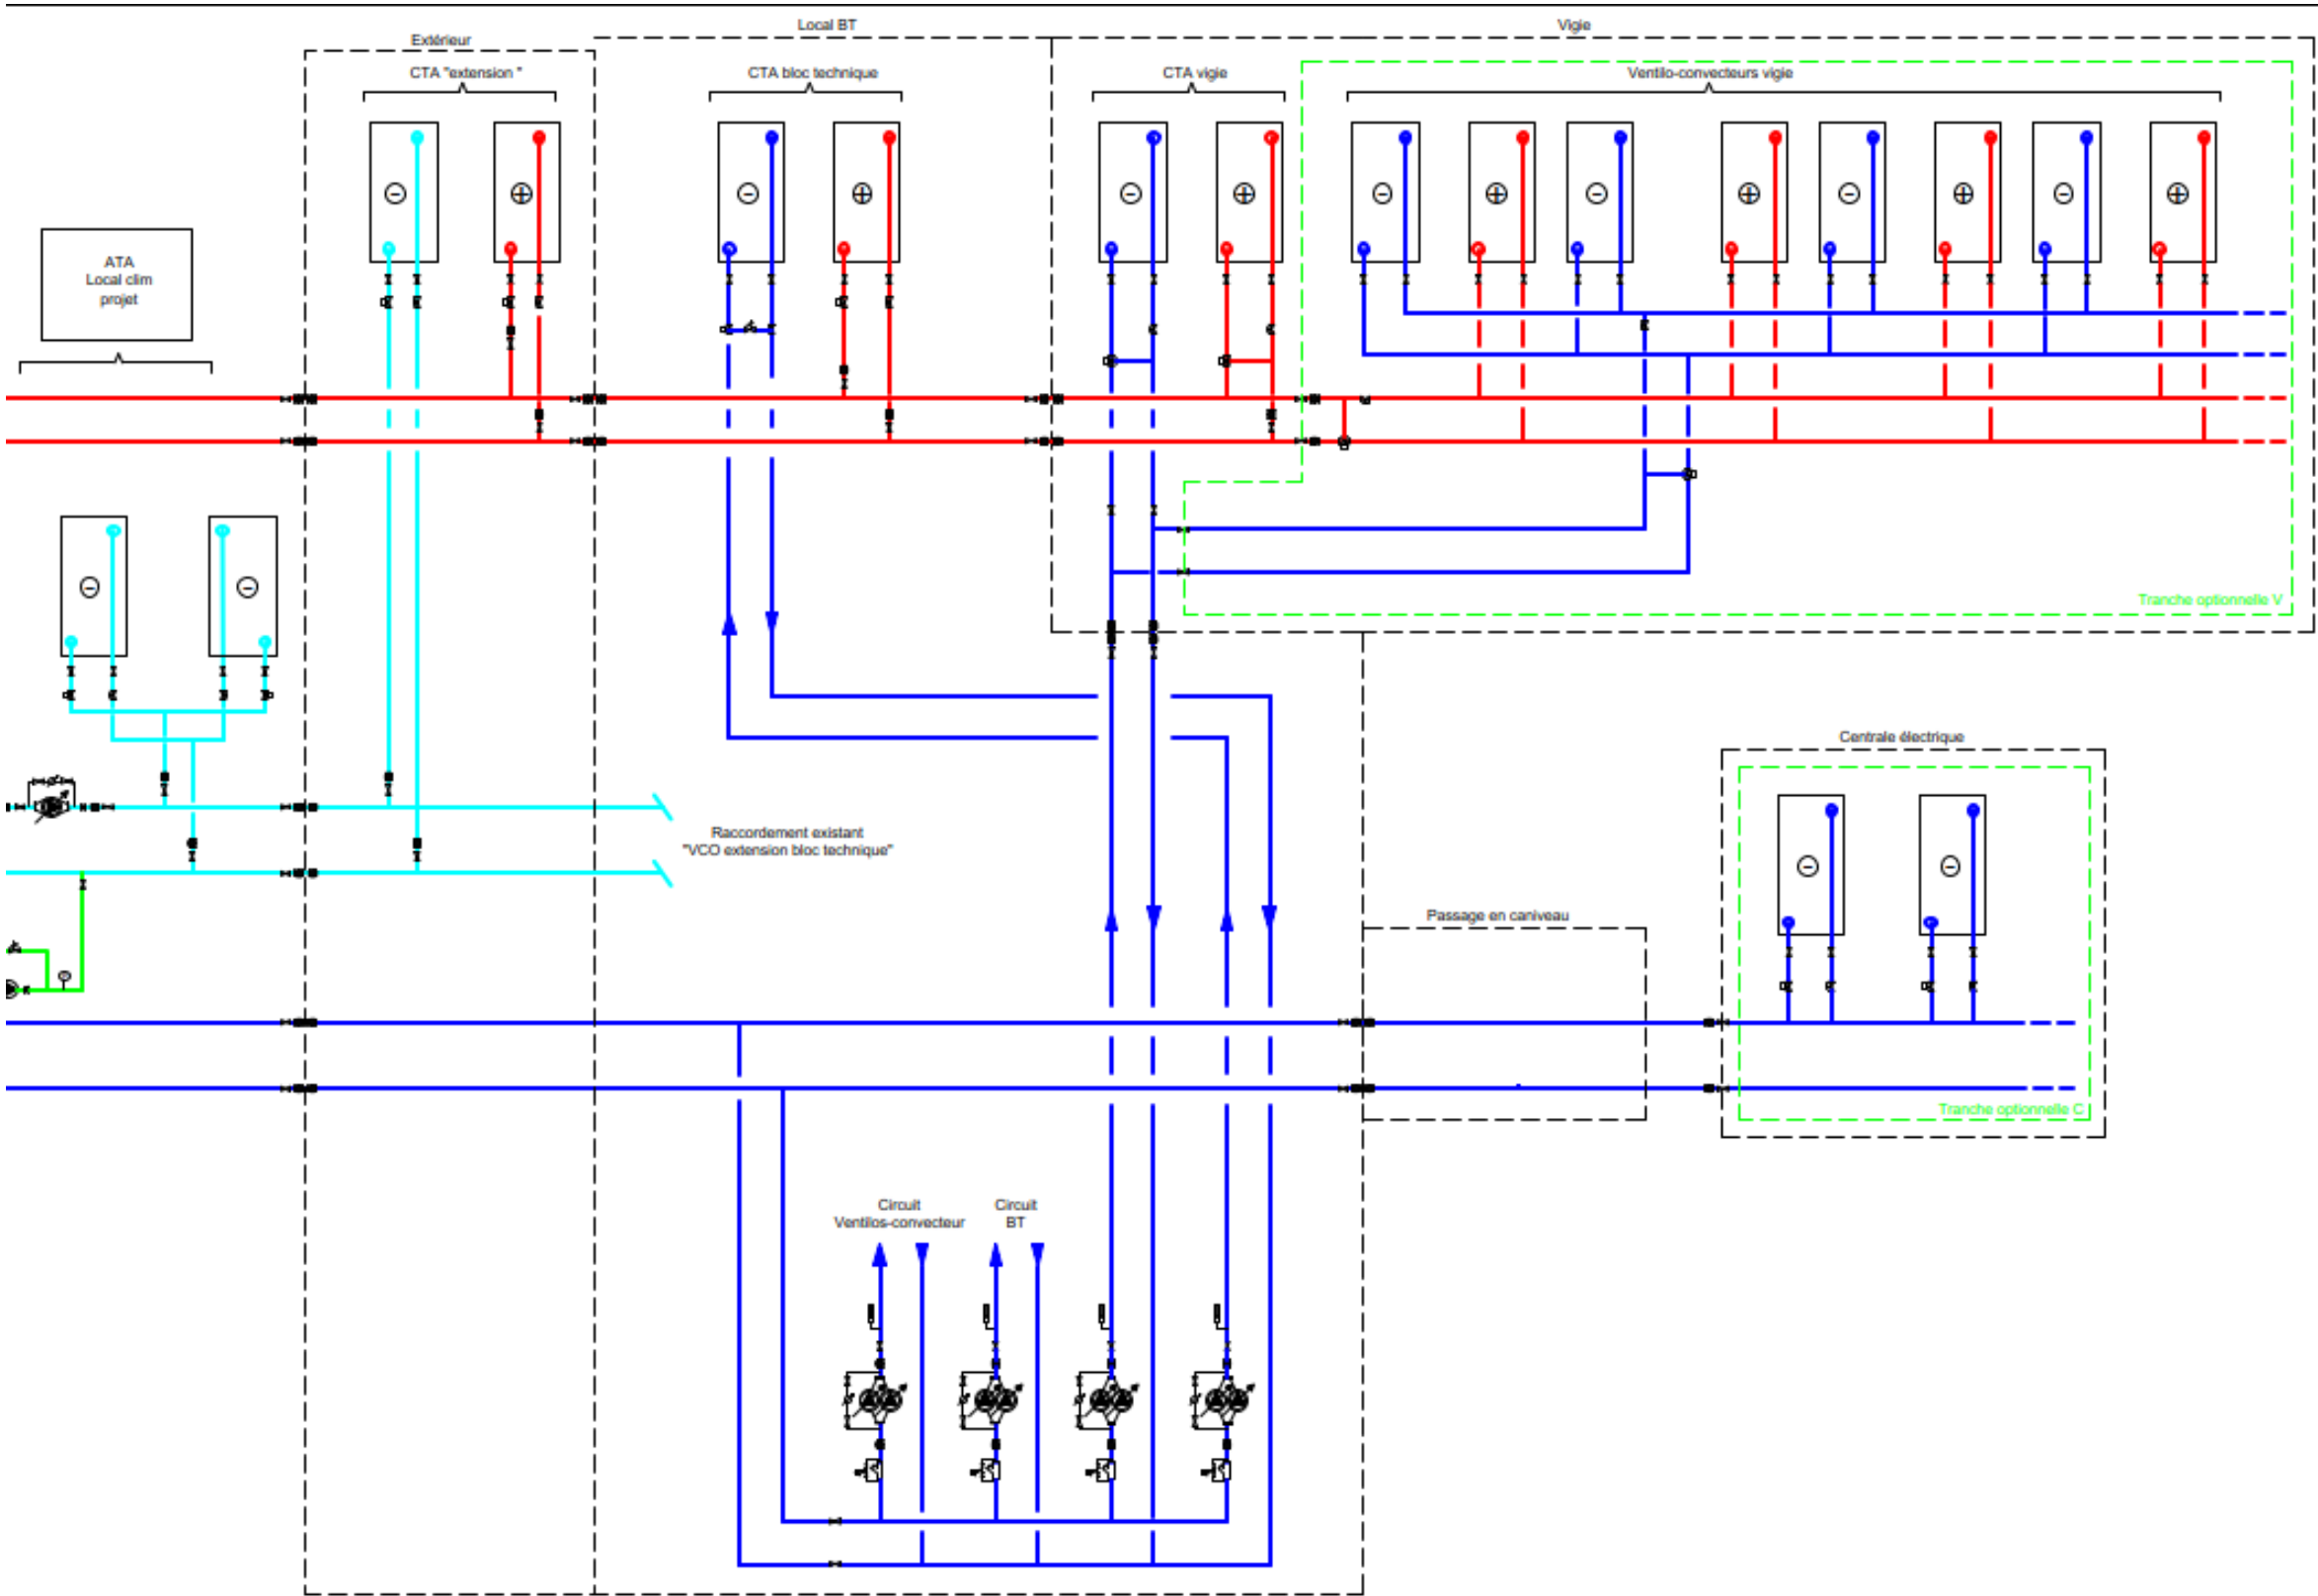 Local BT
Vigie
Extérieur
CTA "extension "
CTA bloc technique
CTA vigie
Ventilo-convecteurs vigie
ATA
Local clim
projet
Tranche optionnelle V
Centrale électrique
Raccordement existant
"VCO extension bloc technique"
Passage en caniveau
Tranche optionnelle C
Circuit
Ventilos-convecteur
Circuit
BT